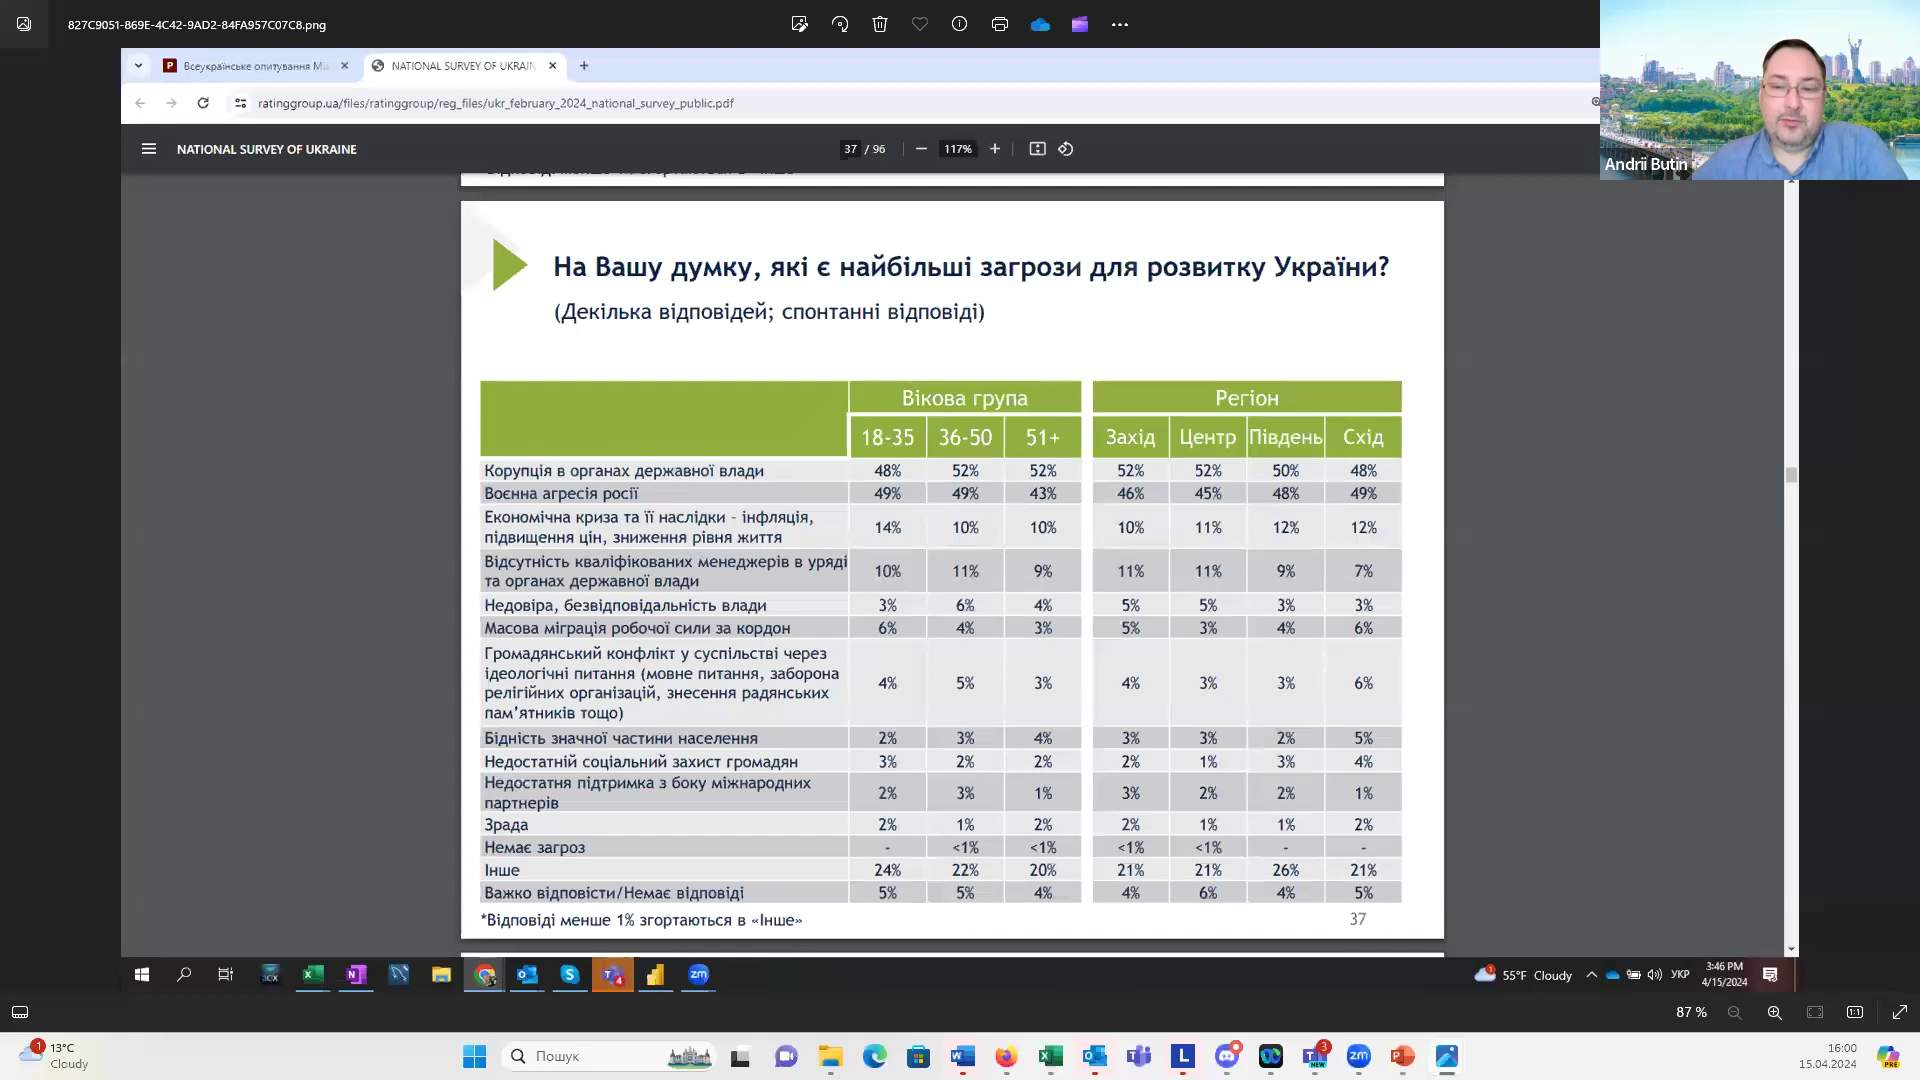 827C9051-869E-4C42-9AD2-84FA957C07C8.png
Всеукраїнське опитування Мі
NATIONAL SURVEY OF UKRAIN
ratinggroup.ua/files/ratinggroup/reg_files/ukr_february_2024_national_survey_public.pdf
NATIONAL SURVEY OF UKRAINE
37 / 96
117%
Andrii Butin
На Вашу думку, які є найбільші загрози для розвитку України?
(Декілька відповідей; спонтанні відповіді)
Вікова група Регіон
18-35 36-50 51+ Захід Центр Південь Схід
Корупція в органах державної влади 48% 52% 52% 52% 52% 50% 48%
Воєнна агресія росії 49% 49% 43% 46% 45% 48% 49%
Економічна криза та її наслідки – інфляція,
підвищення цін, зниження рівня життя 14% 10% 10% 10% 11% 12% 12%
Відсутність кваліфікованих менеджерів в уряді
та органах державної влади 10% 11% 9% 11% 11% 9% 7%
Недовіра, безвідповідальність влади 3% 6% 4% 5% 5% 3% 3%
Масова міграція робочої сили за кордон 6% 4% 3% 5% 3% 4% 6%
Громадянський конфлікт у суспільстві через
ідеологічні питання (мовне питання, заборона
релігійних організацій, знесення радянських
пам’ятників тощо) 4% 5% 3% 4% 3% 3% 6%
Бідність значної частини населення 2% 3% 4% 3% 3% 2% 5%
Недостатній соціальний захист громадян 3% 2% 2% 2% 1% 3% 4%
Недостатня підтримка з боку міжнародних
партнерів 2% 3% 1% 3% 2% 2% 1%
Зрада 2% 1% 2% 2% 1% 1% 2%
Немає загроз - <1% <1% <1% <1% - -
Інше 24% 22% 20% 21% 21% 26% 21%
Важко відповісти/Немає відповіді 5% 5% 4% 4% 6% 4% 5%
*Відповіді менше 1% згортаються в «Інше»
37
55°F Cloudy
УКР
3:46 PM
4/15/2024
87 %
13°C
Cloudy
Пошук
16:00
15.04.2024